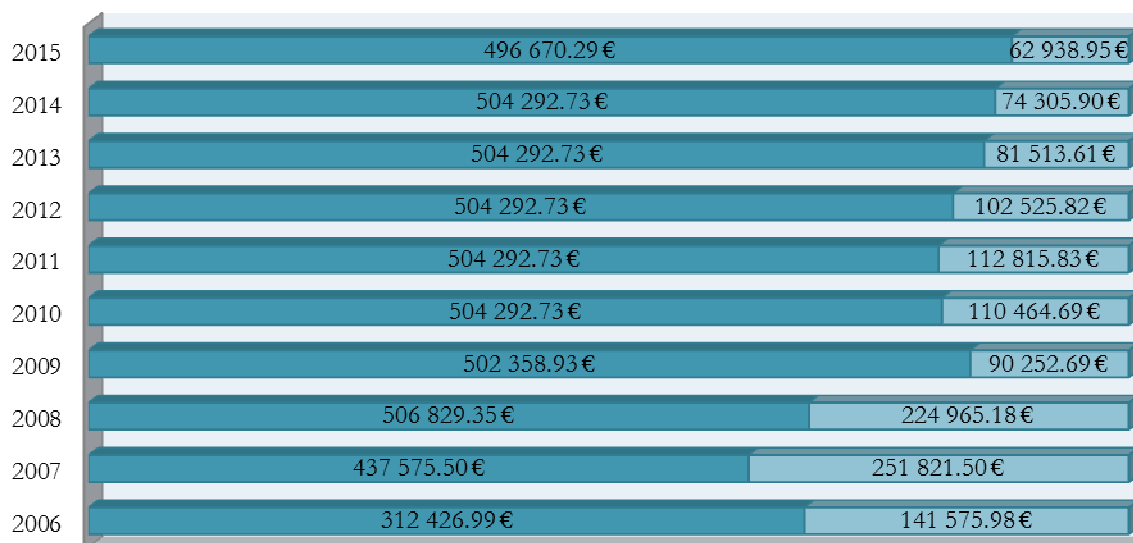 2015 496 670.29 € 62 938.95 €
2014 504 292.73 € 74 305.90 €
2013 504 292.73 € 81 513.61 €
2012 504 292.73 € 102 525.82 €
2011 504 292.73 € 112 815.83 €
2010 504 292.73 € 110 464.69 €
2009 502 358.93 € 90 252.69 €
2008 506 829.35 € 224 965.18 €
2007 437 575.50 € 251 821.50 €
2006 312 426.99 € 141 575.98 €